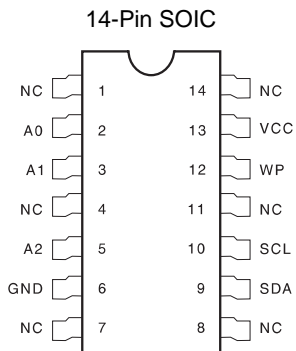 14-Pin SOIC
NC 1 14 NC
A0 2 13 VCC
A1 3 12 WP
NC 4 11 NC
A2 5 10 SCL
GND 6 9 SDA
NC 7 8 NC